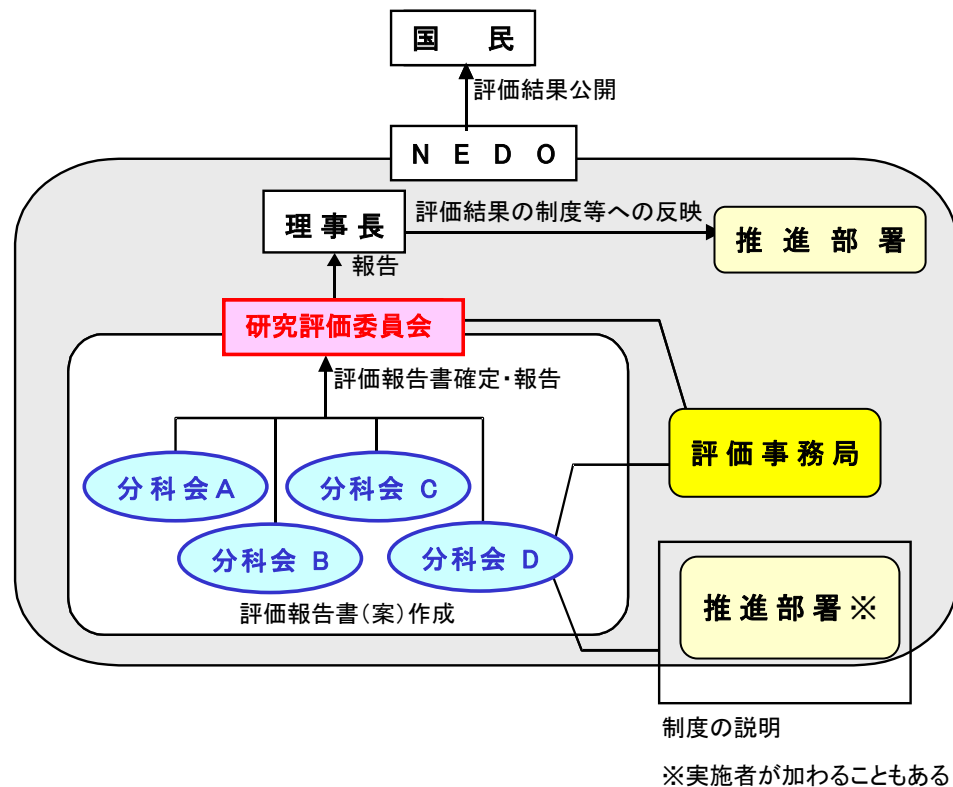 国　民
評価結果公開
ＮＥＤＯ
理事長
評価結果の制度等への反映
推進部署
報告
研究評価委員会
評価報告書確定・報告
評価事務局
分科会Ａ
分科会 Ｃ
分科会 Ｂ
分科会 Ｄ
推進部署※
評価報告書（案）作成
制度の説明
※実施者が加わることもある